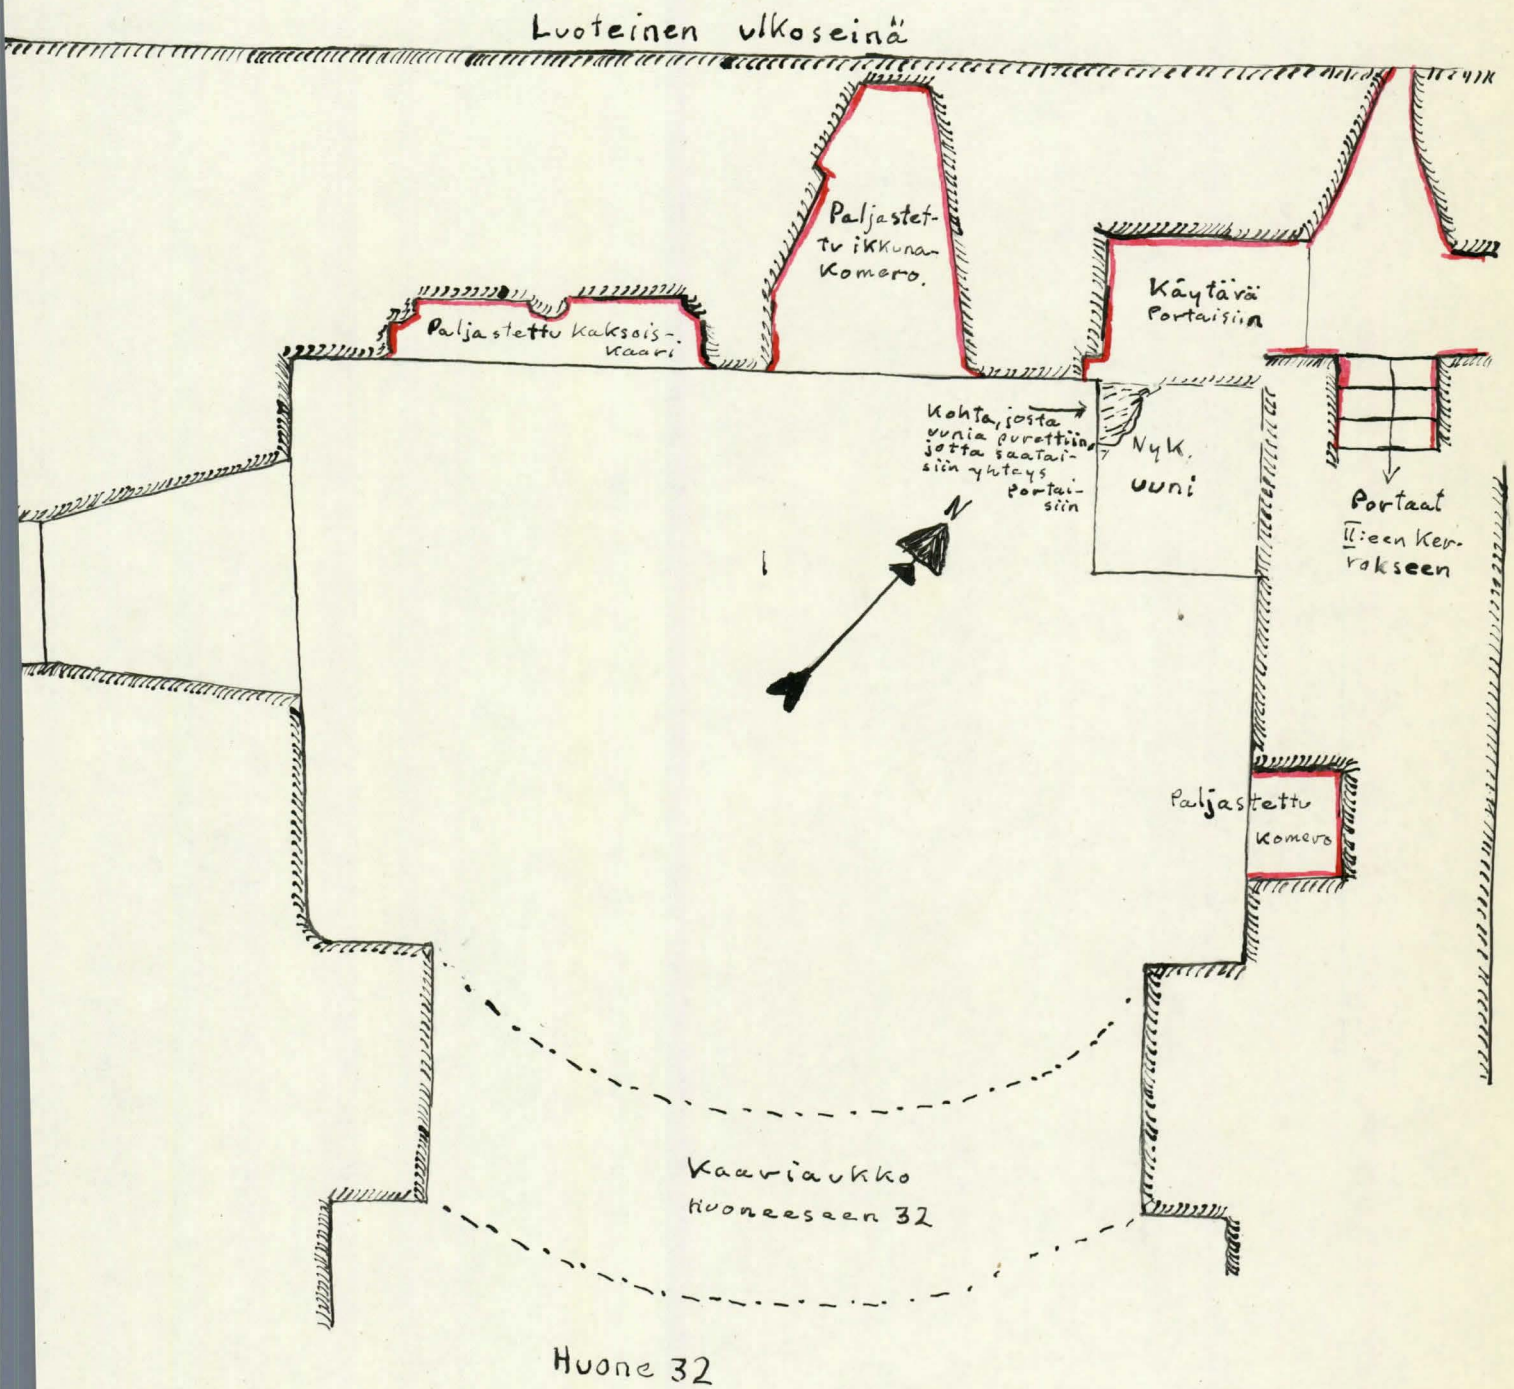 Luoteinen ulkoseinä
Paljastet-
tu ikkuna-
komero.
Käytävä
Portaisiin
Paljastettu kaksois-
kaari
Kohta, josta
uunia purettiin,
jotta saatai-
siin yhteys
portai-
siin
Nyk.
uuni
N
Portaat
II:een ker-
rokseen
Paljastettu
komero
Kaariaukko
Huoneeseen 32
Huone 32